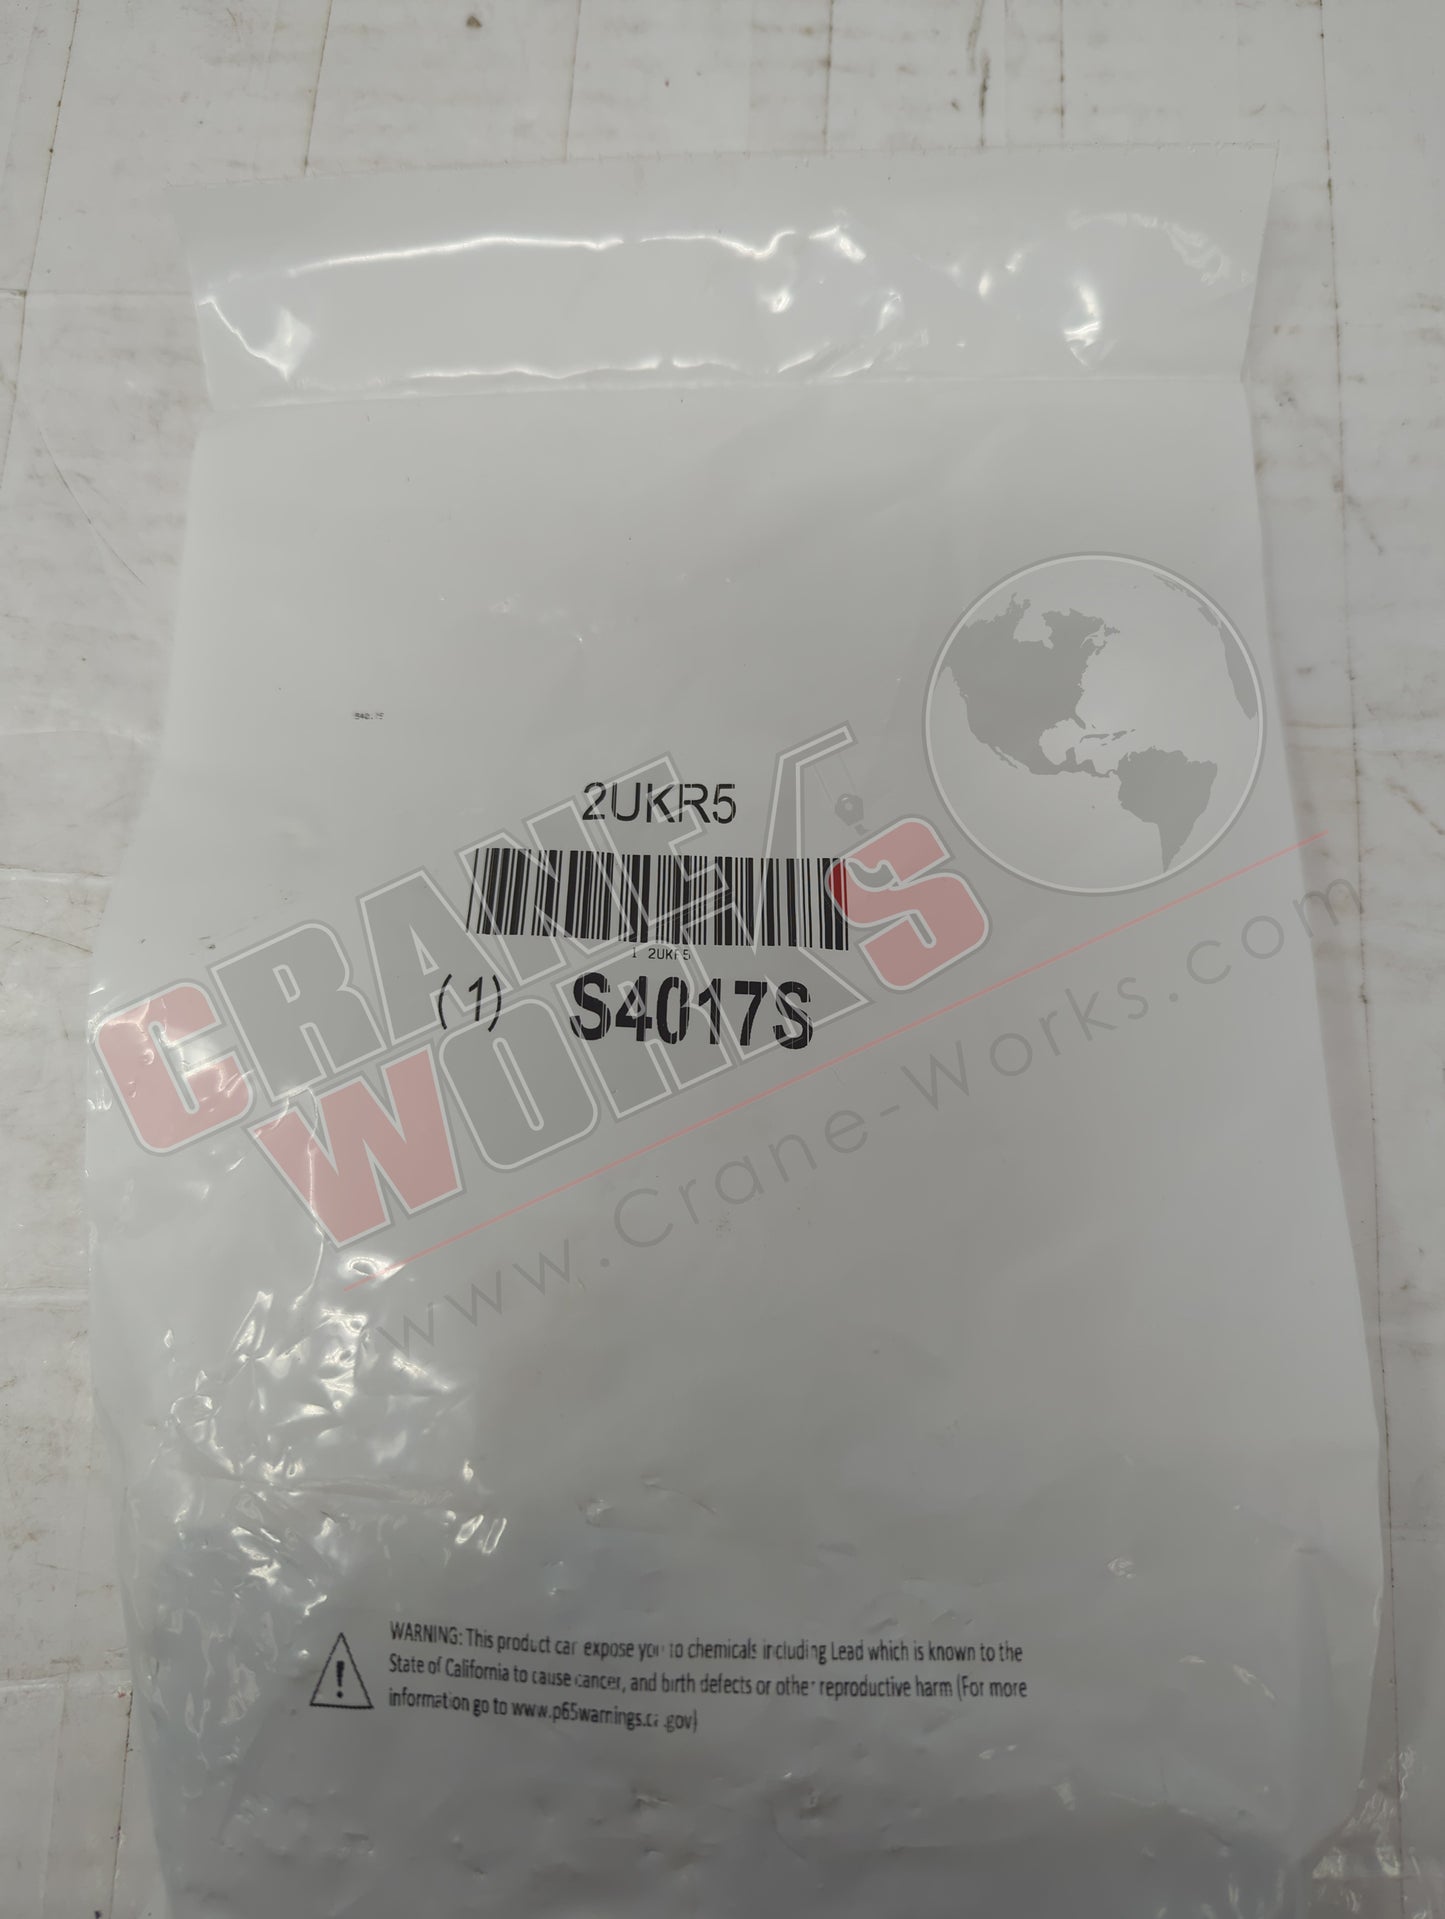 2UKR5
1 2UKR5
(1) S4017S
CRANE
WORKS
www.Crane-Works.com
WARNING: This product can expose you to chemicals including Lead which is known to the
State of California to cause cancer, and birth defects or other reproductive harm (For more
information go to www.p65warnings.ca.gov)